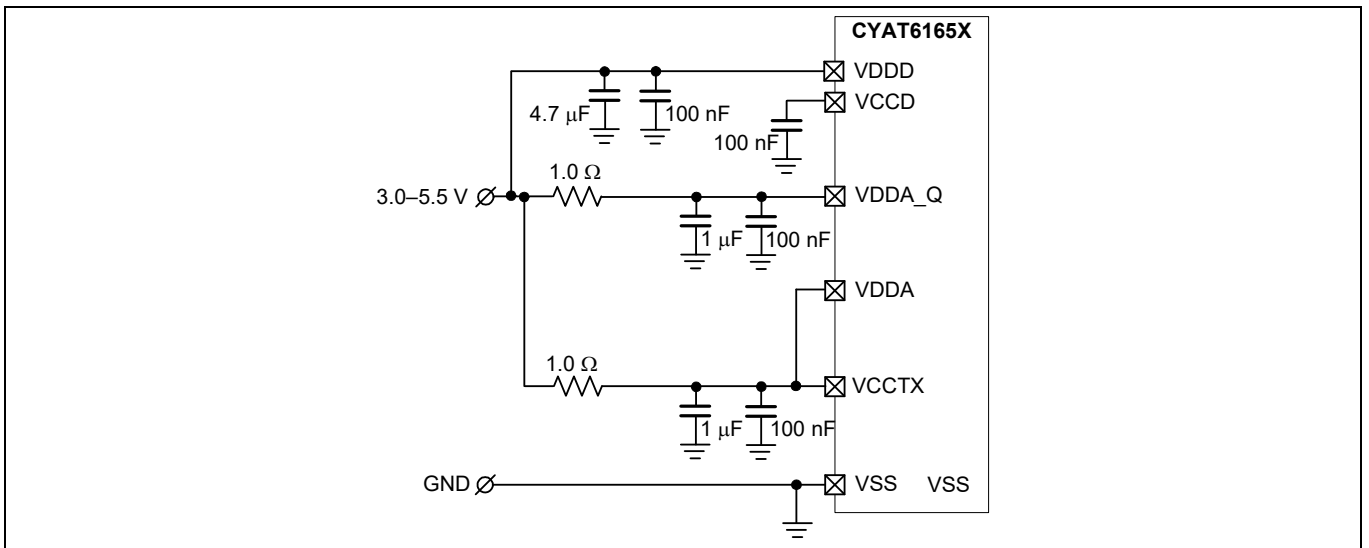 CYAT6165X
VDDD
VCCD
4.7 μF
100 nF
100 nF
1.0 Ω
3.0–5.5 V
VDDA_Q
1 μF
100 nF
VDDA
1.0 Ω
VCCTX
1 μF
100 nF
GND
VSS VSS